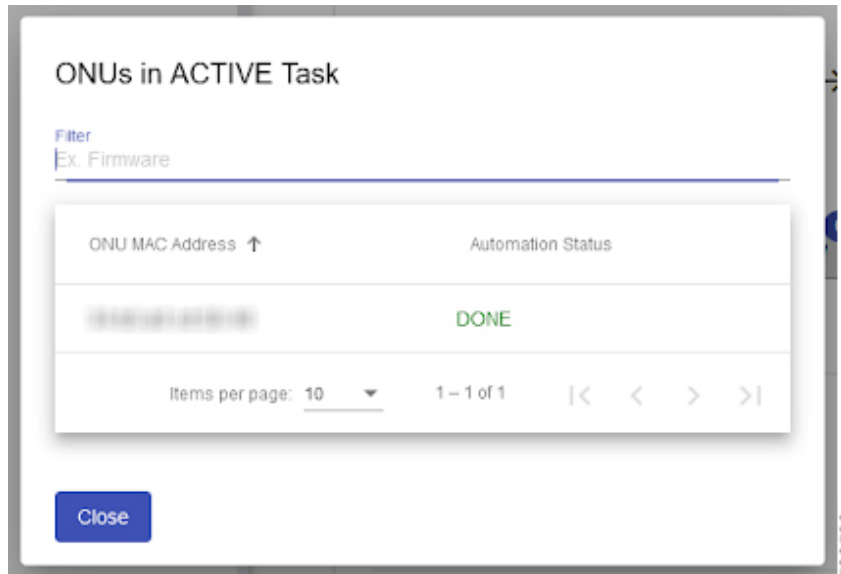 ONUs in ACTIVE Task
Filter
Ex. Firmware
ONU MAC Address ↑ Automation Status
DONE
Items per page: 10 1 – 1 of 1
Close